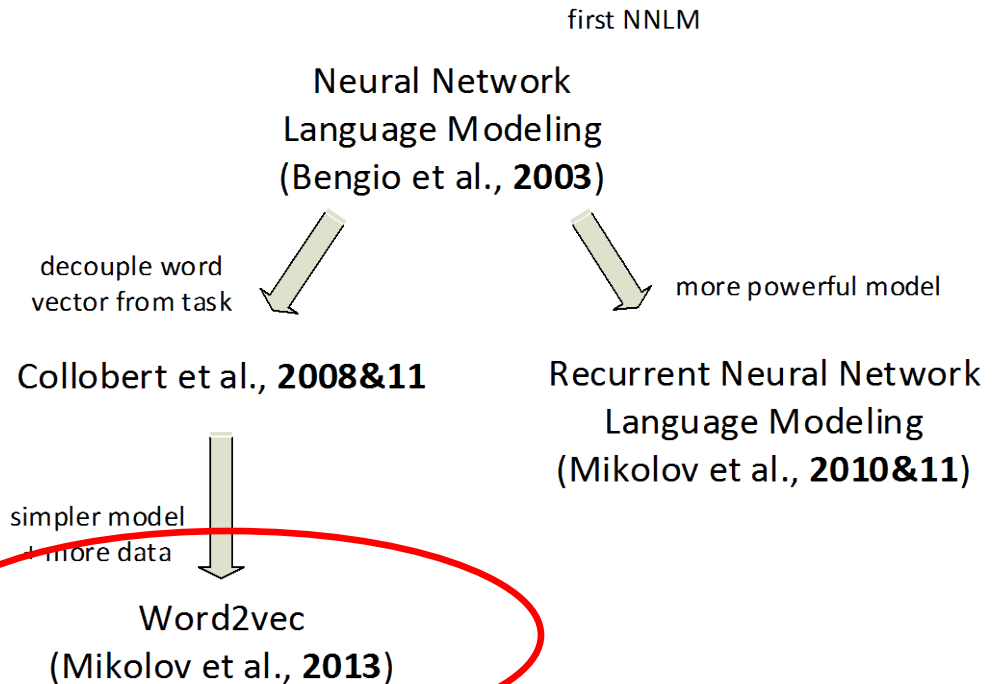 first NNLM
Neural Network
Language Modeling
(Bengio et al., 2003)
decouple word
vector from task
more powerful model
Collobert et al., 2008&11
Recurrent Neural Network
Language Modeling
(Mikolov et al., 2010&11)
simpler model
+ more data
Word2vec
(Mikolov et al., 2013)